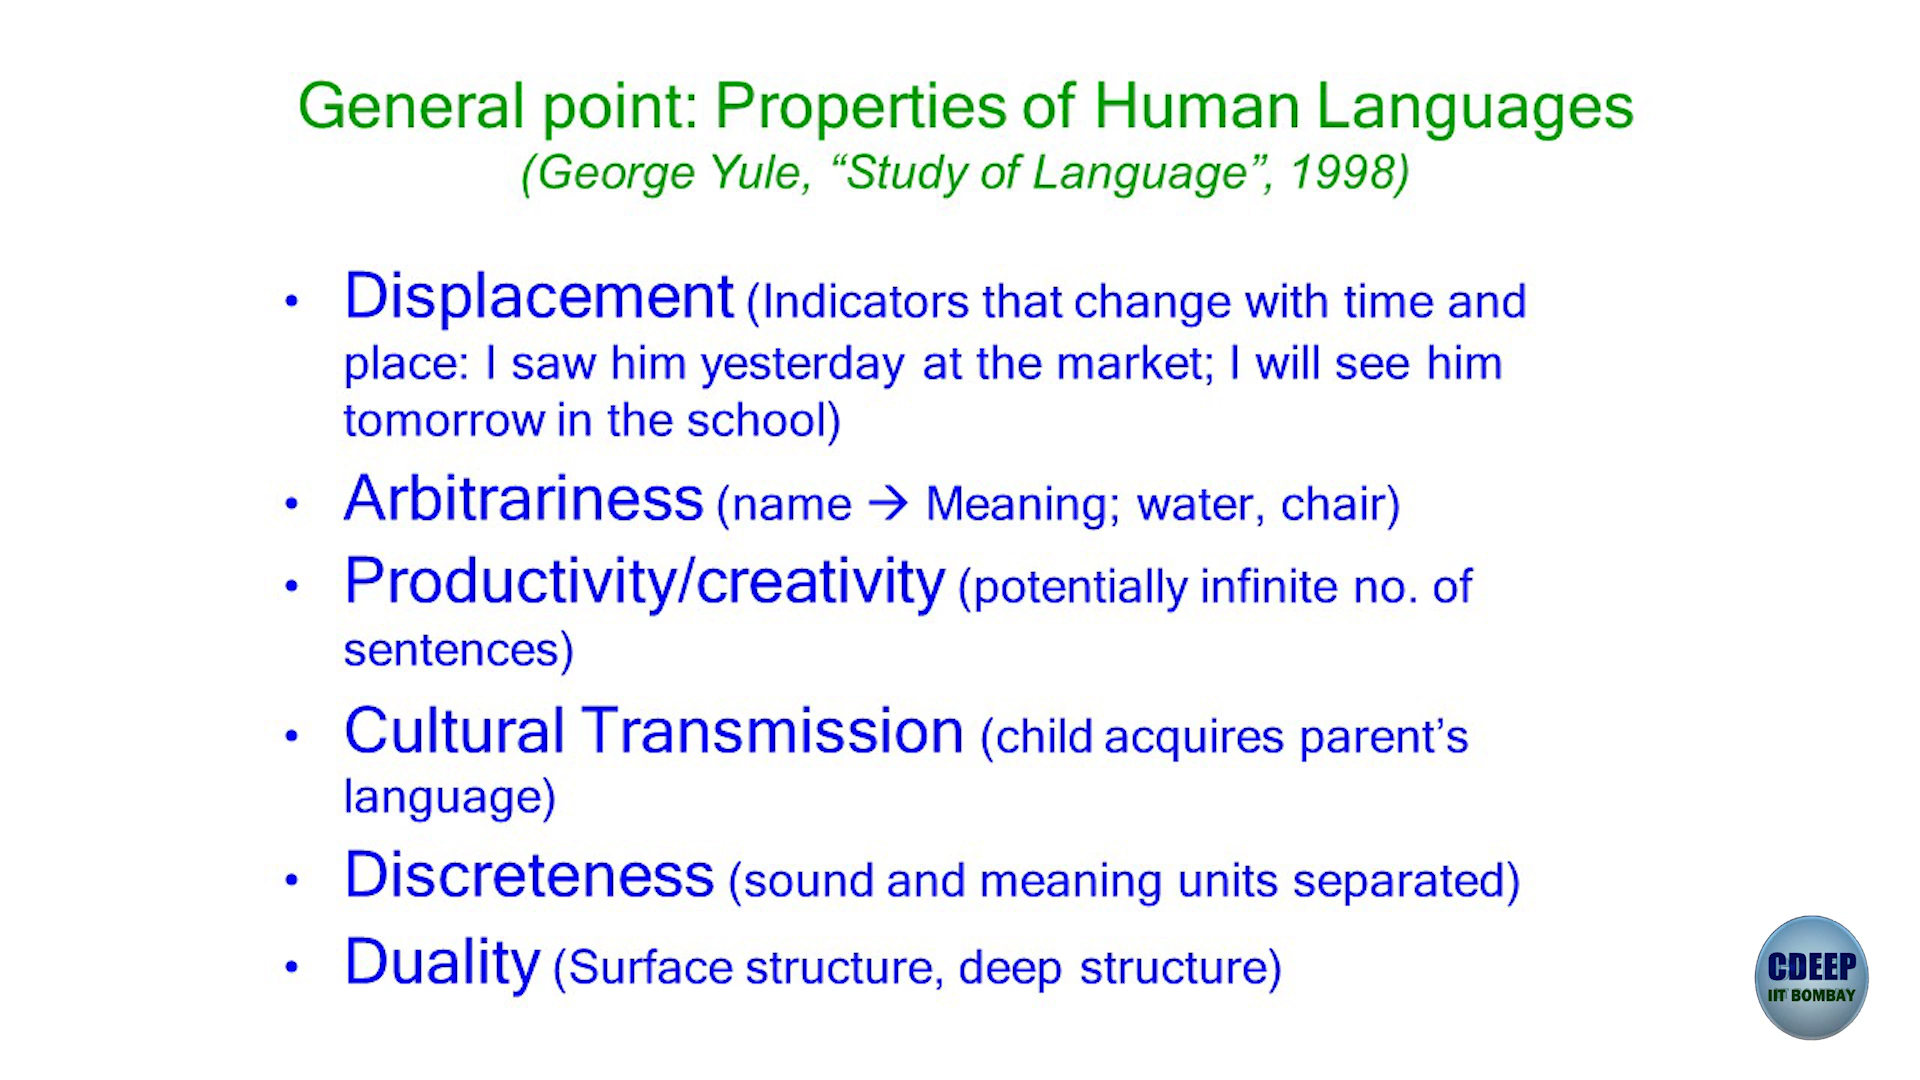 General point: Properties of Human Languages
(George Yule, “Study of Language”, 1998)
• Displacement (Indicators that change with time and
place: I saw him yesterday at the market; I will see him
tomorrow in the school)
• Arbitrariness (name → Meaning; water, chair)
• Productivity/creativity (potentially infinite no. of
sentences)
• Cultural Transmission (child acquires parent’s
language)
• Discreteness (sound and meaning units separated)
• Duality (Surface structure, deep structure)
CDEEP
IIT BOMBAY